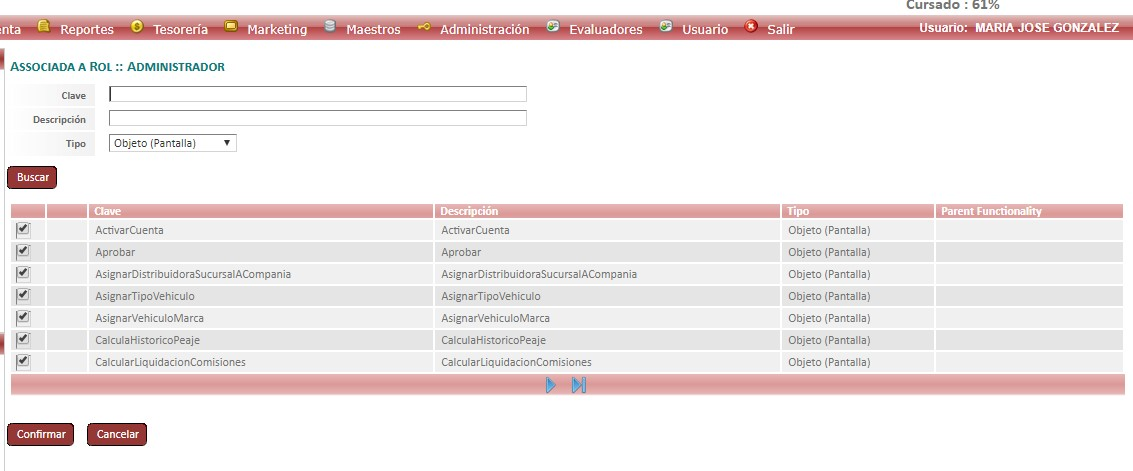 Cursado : 61%
enta Reportes Tesorería Marketing Maestros Administración Evaluadores Usuario Salir Usuario: MARIA JOSE GONZALEZ
ASSOCIADA A ROL :: ADMINISTRADOR
Clave
Descripción
Tipo Objeto (Pantalla)
Buscar
Clave Descripción Tipo Parent Functionality
ActivarCuenta ActivarCuenta Objeto (Pantalla)
Aprobar Aprobar Objeto (Pantalla)
AsignarDistribuidoraSucursalACompania AsignarDistribuidoraSucursalACompania Objeto (Pantalla)
AsignarTipoVehiculo AsignarTipoVehiculo Objeto (Pantalla)
AsignarVehiculoMarca AsignarVehiculoMarca Objeto (Pantalla)
CalculaHistoricoPeaje CalculaHistoricoPeaje Objeto (Pantalla)
CalcularLiquidacionComisiones CalcularLiquidacionComisiones Objeto (Pantalla)
Confirmar Cancelar